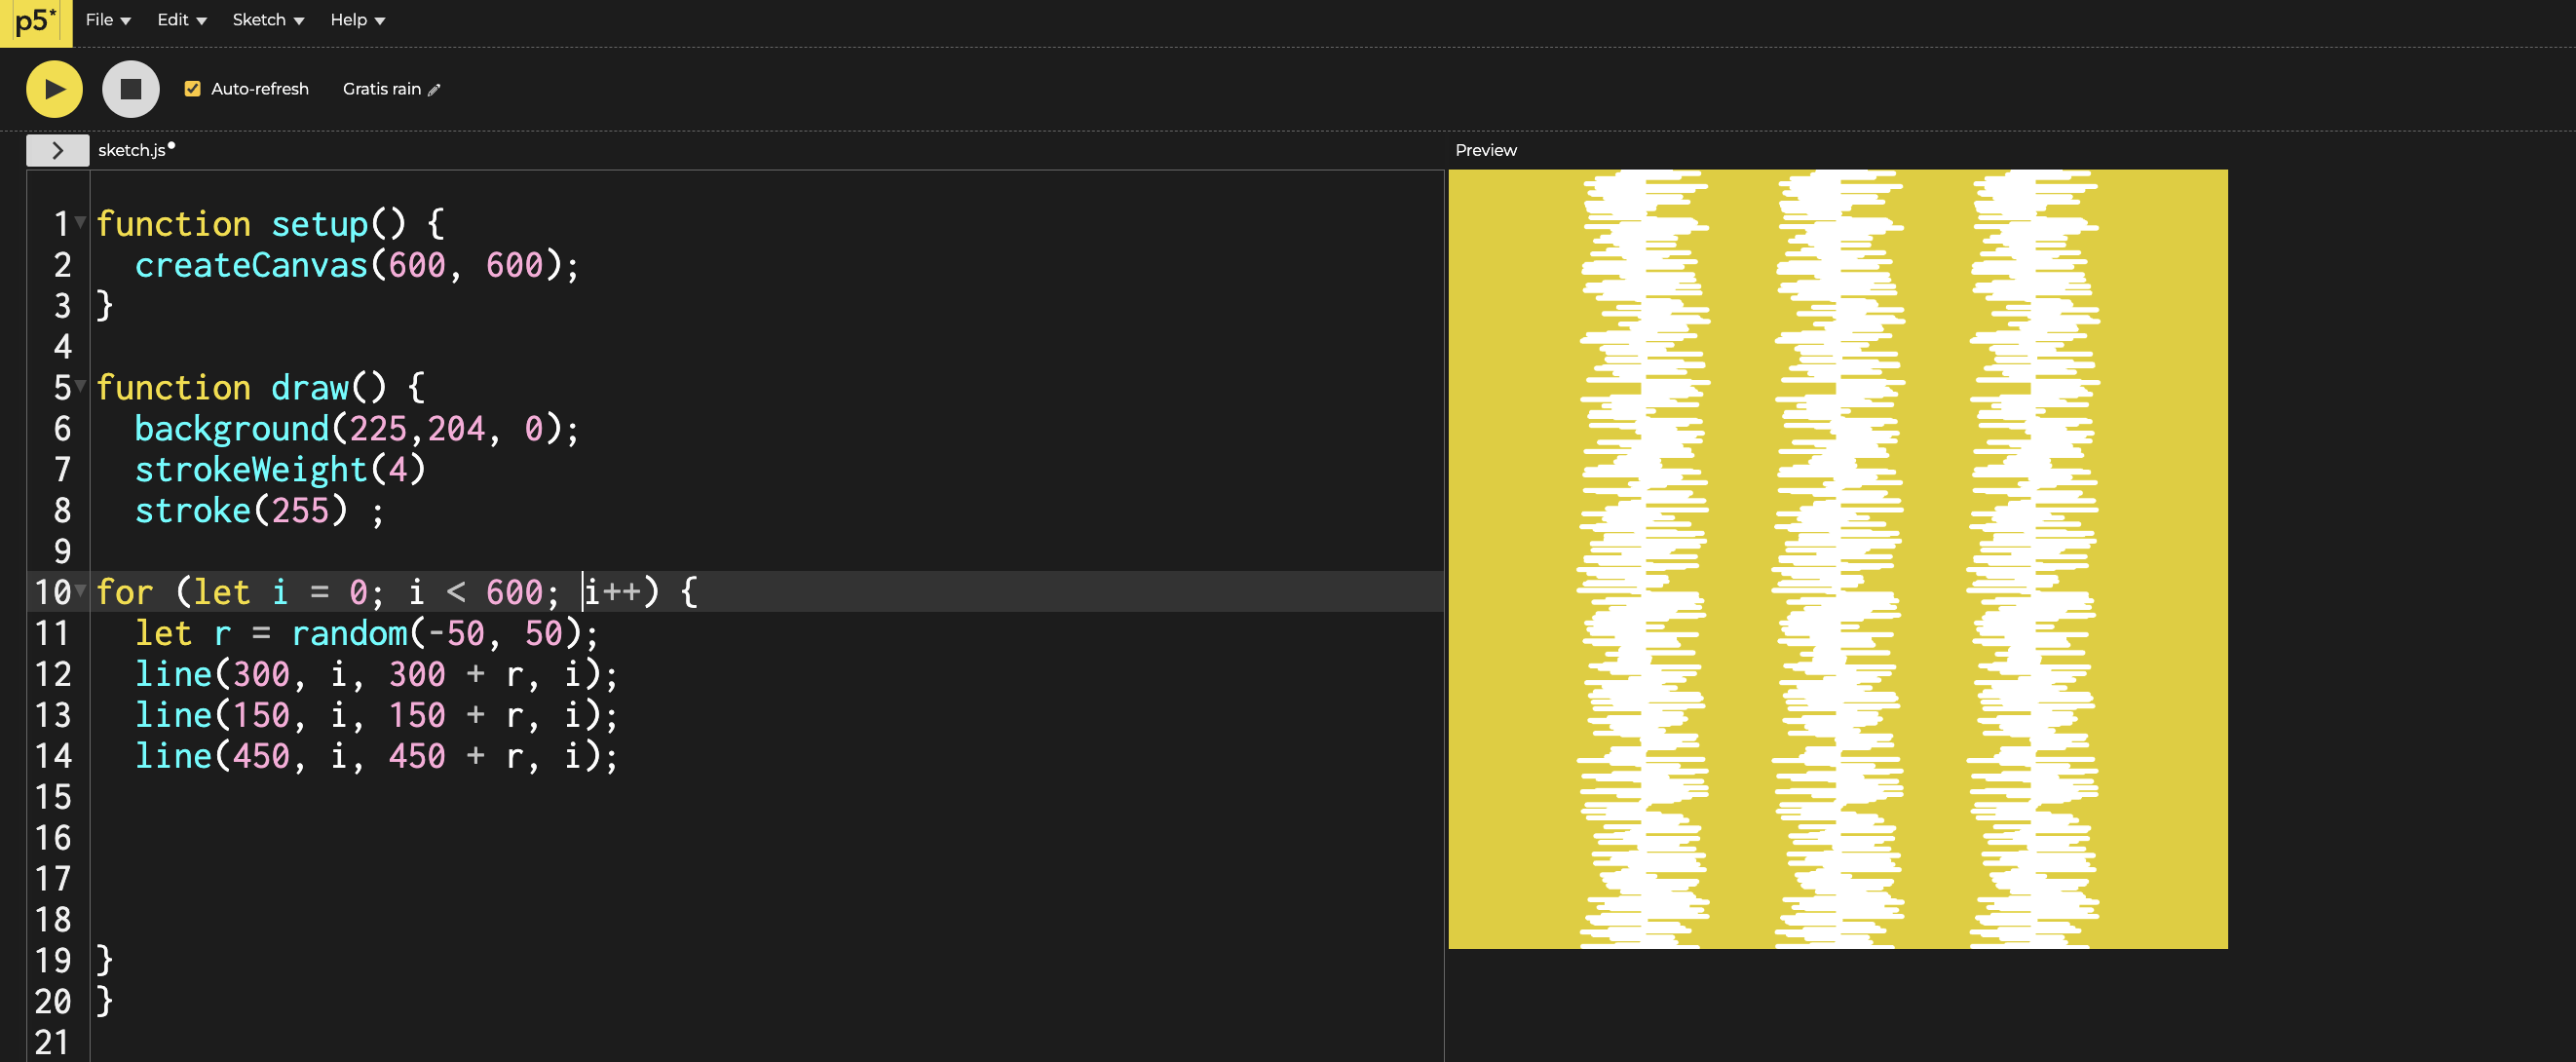 p5* File Edit Sketch Help
Auto-refresh Gratis rain
> sketch.js
Preview
1 function setup() {
2   createCanvas(600, 600);
3 }
4
5 function draw() {
6   background(225,204, 0);
7   strokeWeight(4)
8   stroke(255) ;
9
10 for (let i = 0; i < 600; i++) {
11   let r = random(-50, 50);
12   line(300, i, 300 + r, i);
13   line(150, i, 150 + r, i);
14   line(450, i, 450 + r, i);
15
16
17
18
19 }
20 }
21